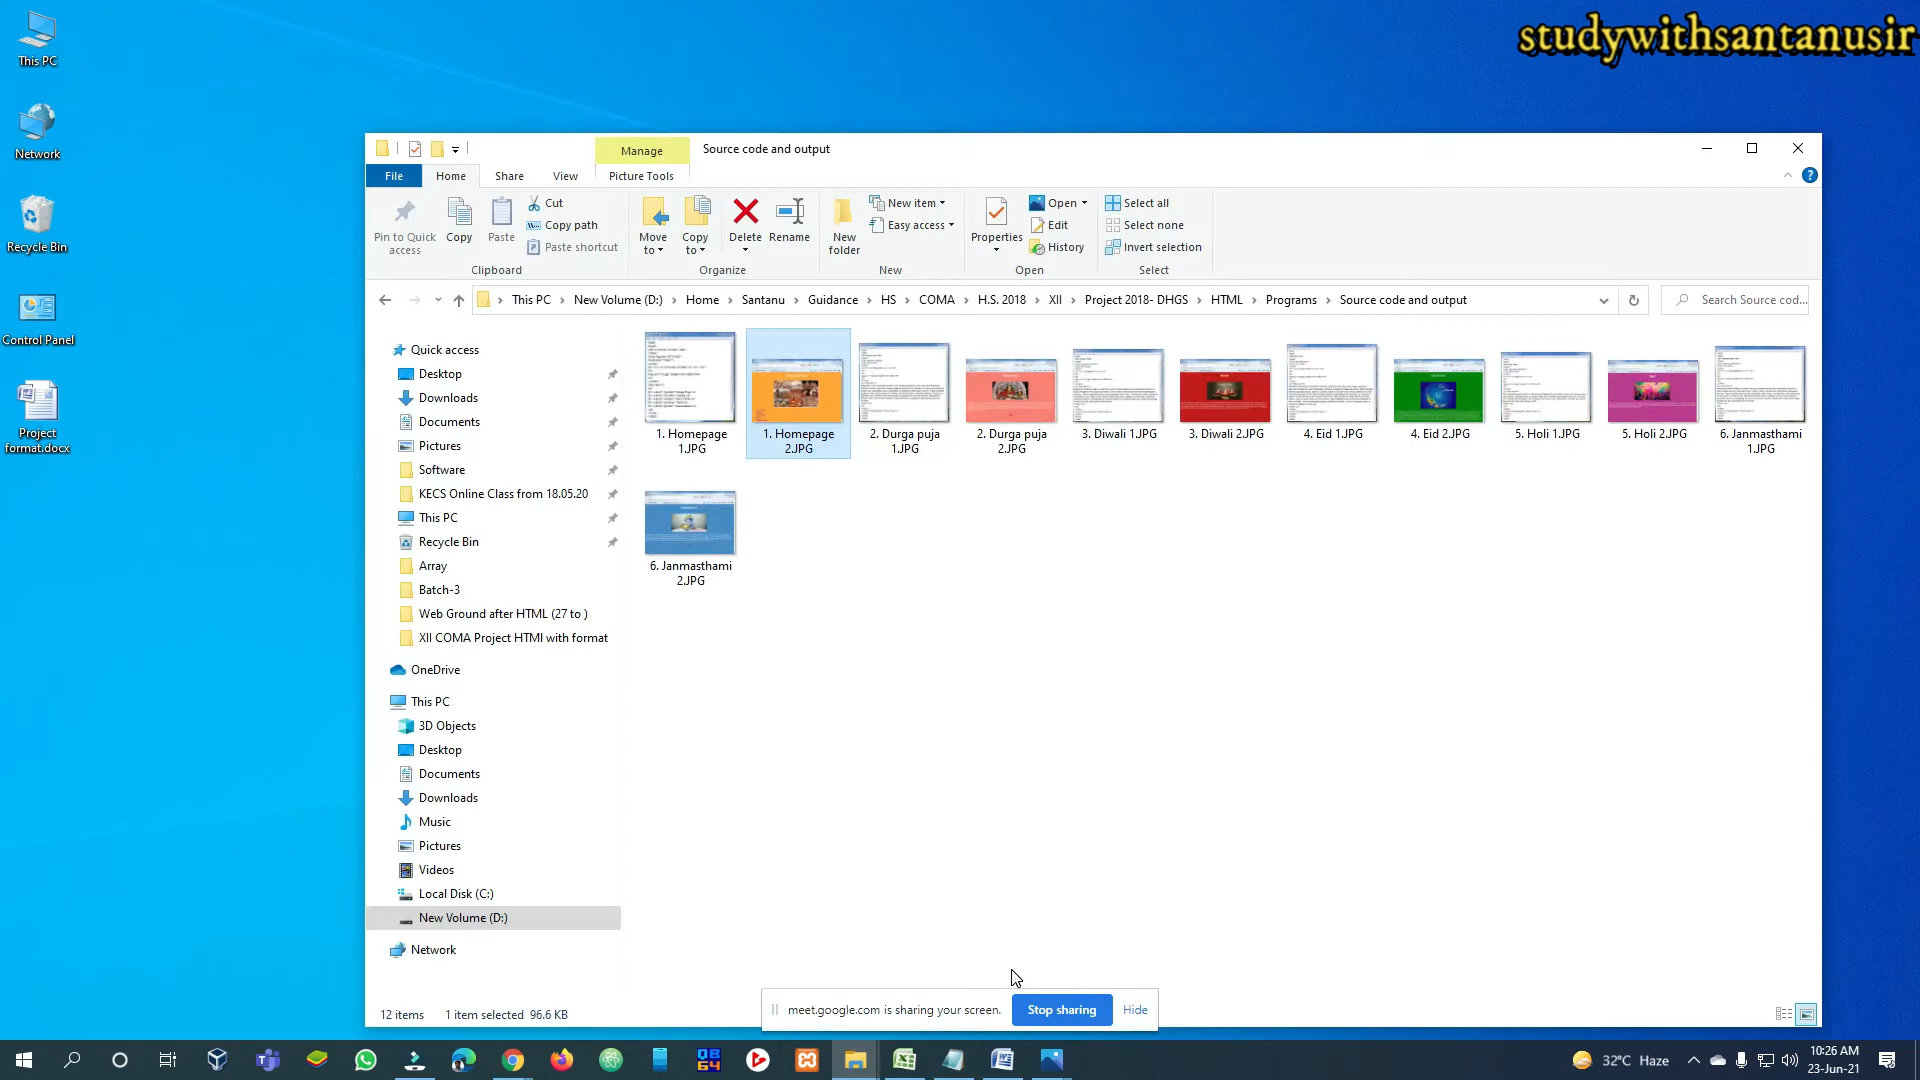 studywithsantanusir
This PC
Network
Recycle Bin
Control Panel
Project
format.docx
Manage
Source code and output
File
Home
Share
View
Picture Tools
Pin to Quick
access
Copy
Paste
Cut
Copy path
Paste shortcut
Clipboard
Move
to
Copy
to
Delete
Rename
Organize
New
folder
New item
Easy access
New
Properties
Open
Edit
History
Open
Select all
Select none
Invert selection
Select
This PC
New Volume (D:)
Home
Santanu
Guidance
HS
COMA
H.S. 2018
XII
Project 2018- DHGS
HTML
Programs
Source code and output
Search Source cod...
Quick access
Desktop
Downloads
Documents
Pictures
Software
KECS Online Class from 18.05.20
This PC
Recycle Bin
Array
Batch-3
Web Ground after HTML (27 to )
XII COMA Project HTMl with format
OneDrive
This PC
3D Objects
Desktop
Documents
Downloads
Music
Pictures
Videos
Local Disk (C:)
New Volume (D:)
Network
1. Homepage
1.JPG
1. Homepage
2.JPG
2. Durga puja
1.JPG
2. Durga puja
2.JPG
3. Diwali 1.JPG
3. Diwali 2.JPG
4. Eid 1.JPG
4. Eid 2.JPG
5. Holi 1.JPG
5. Holi 2.JPG
6. Janmasthami
1.JPG
6. Janmasthami
2.JPG
12 items
1 item selected 96.6 KB
meet.google.com is sharing your screen.
Stop sharing
Hide
QB
64
32°C Haze
10:26 AM
23-Jun-21